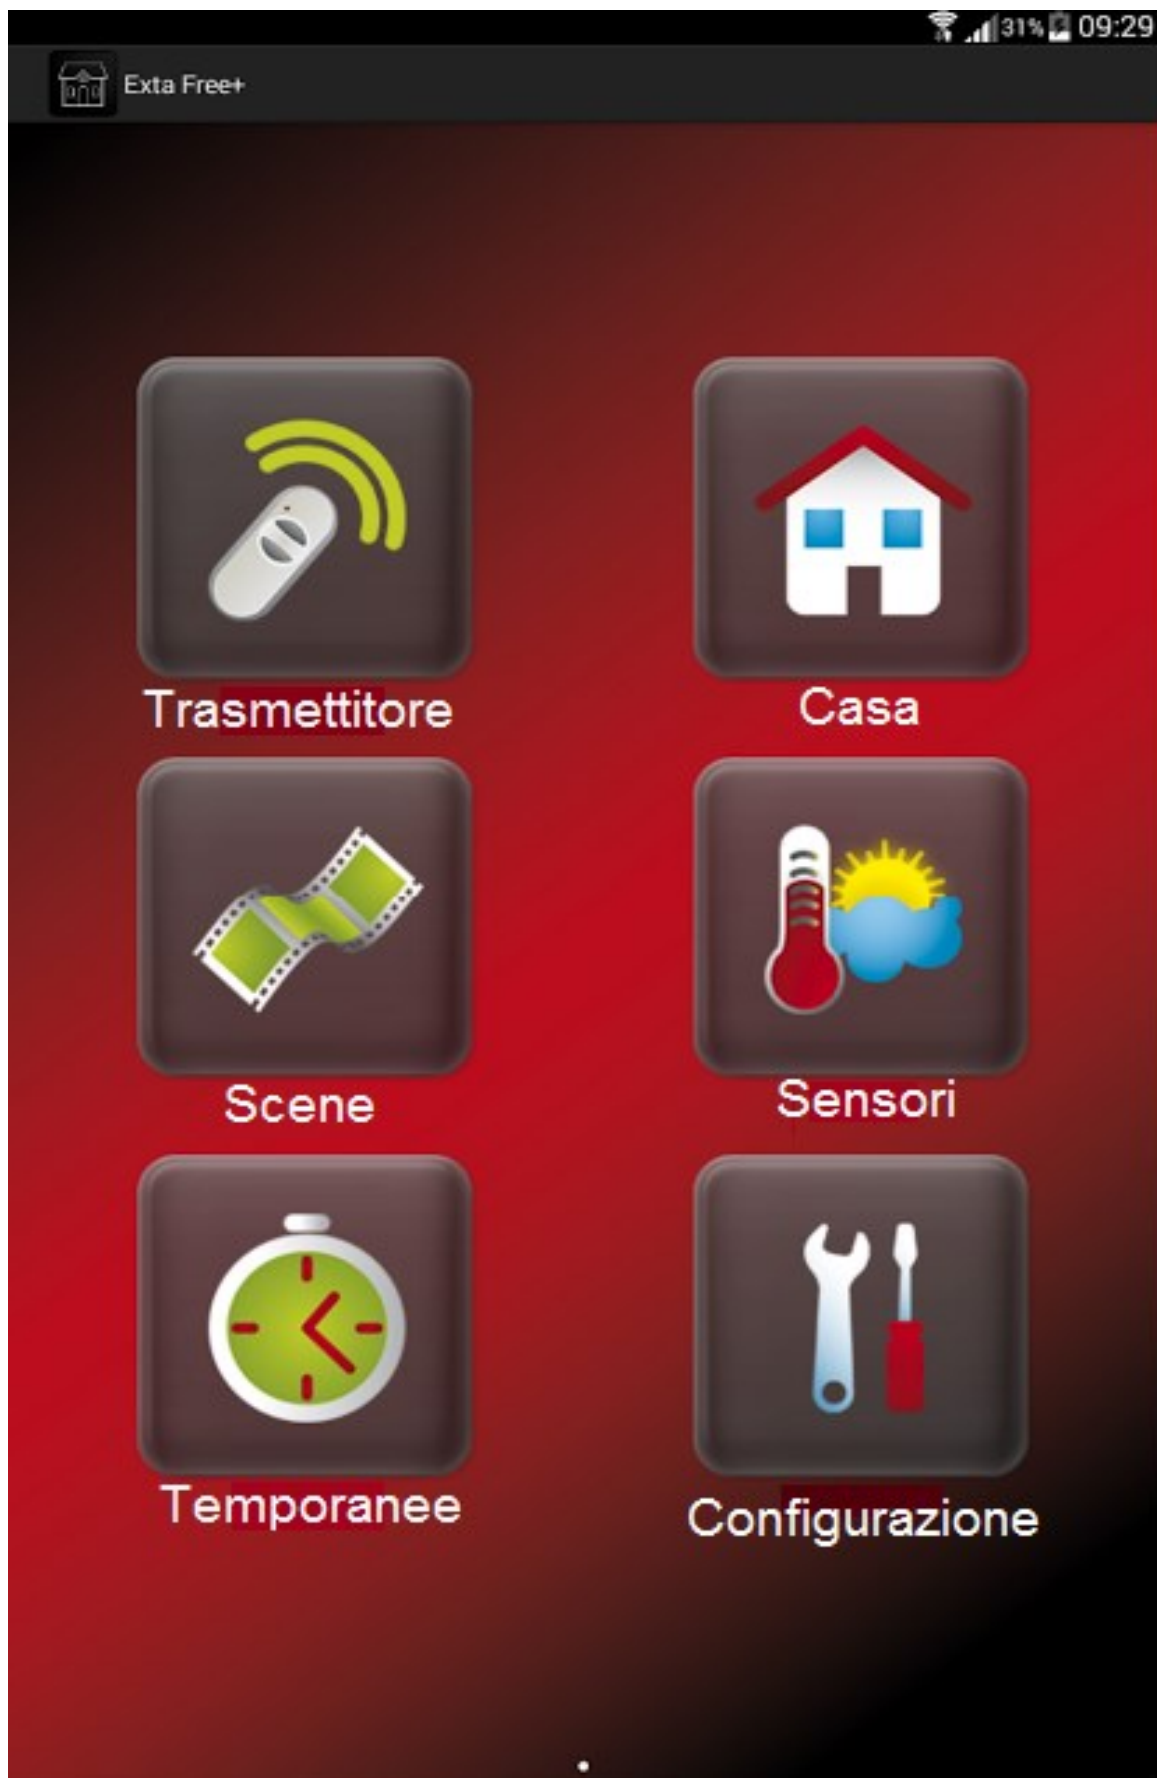 31% 09:29
Exta Free+
Trasmettitore
Casa
Scene
Sensori
Temporanee
Configurazione